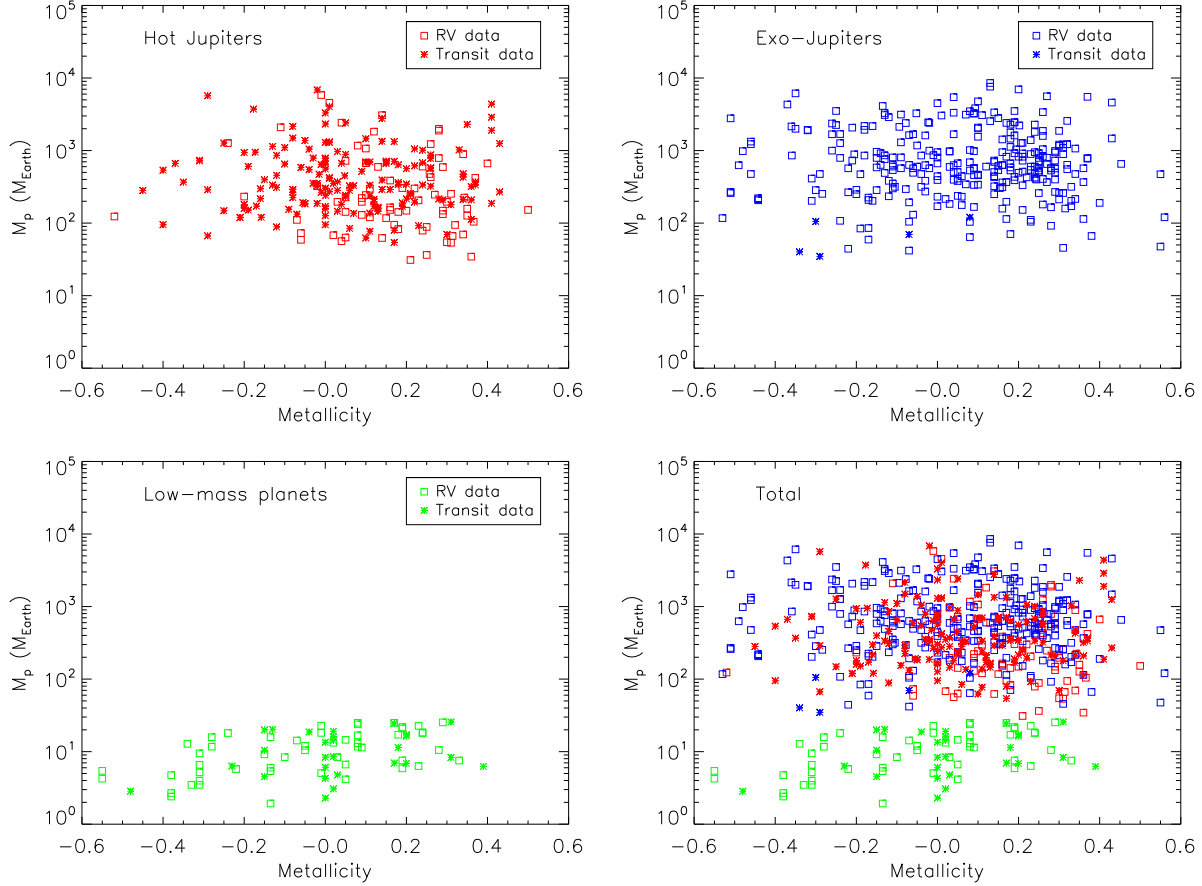 Hot Jupiters
RV data
Transit data
10^5
10^4
10^3
10^2
10^1
10^0
M_p (M_Earth)
−0.6 −0.4 −0.2 −0.0 0.2 0.4 0.6
Metallicity
Exo−Jupiters
RV data
Transit data
10^5
10^4
10^3
10^2
10^1
10^0
M_p (M_Earth)
−0.6 −0.4 −0.2 −0.0 0.2 0.4 0.6
Metallicity
Low−mass planets
RV data
Transit data
10^5
10^4
10^3
10^2
10^1
10^0
M_p (M_Earth)
−0.6 −0.4 −0.2 −0.0 0.2 0.4 0.6
Metallicity
Total
10^5
10^4
10^3
10^2
10^1
10^0
M_p (M_Earth)
−0.6 −0.4 −0.2 −0.0 0.2 0.4 0.6
Metallicity